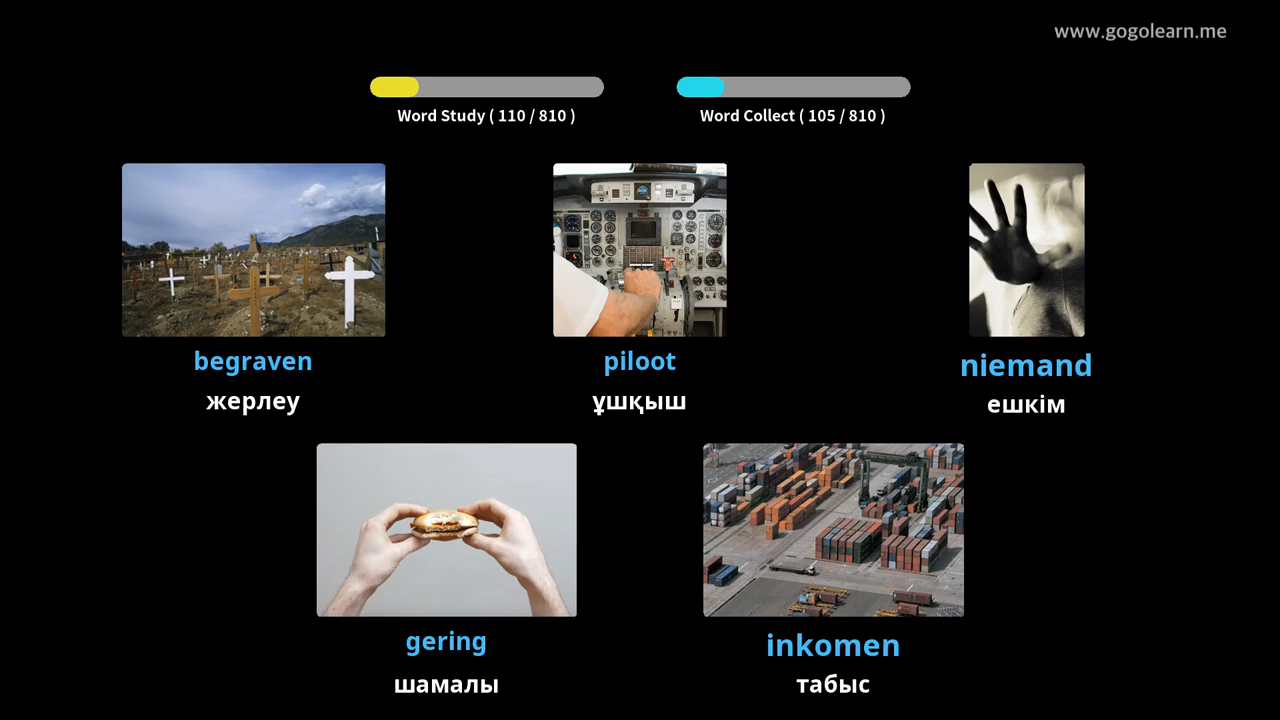 www.gogolearn.me
Word Study ( 110 / 810 )
Word Collect ( 105 / 810 )
begraven
жерлеу
piloot
ұшқыш
niemand
ешкім
gering
шамалы
inkomen
табыс